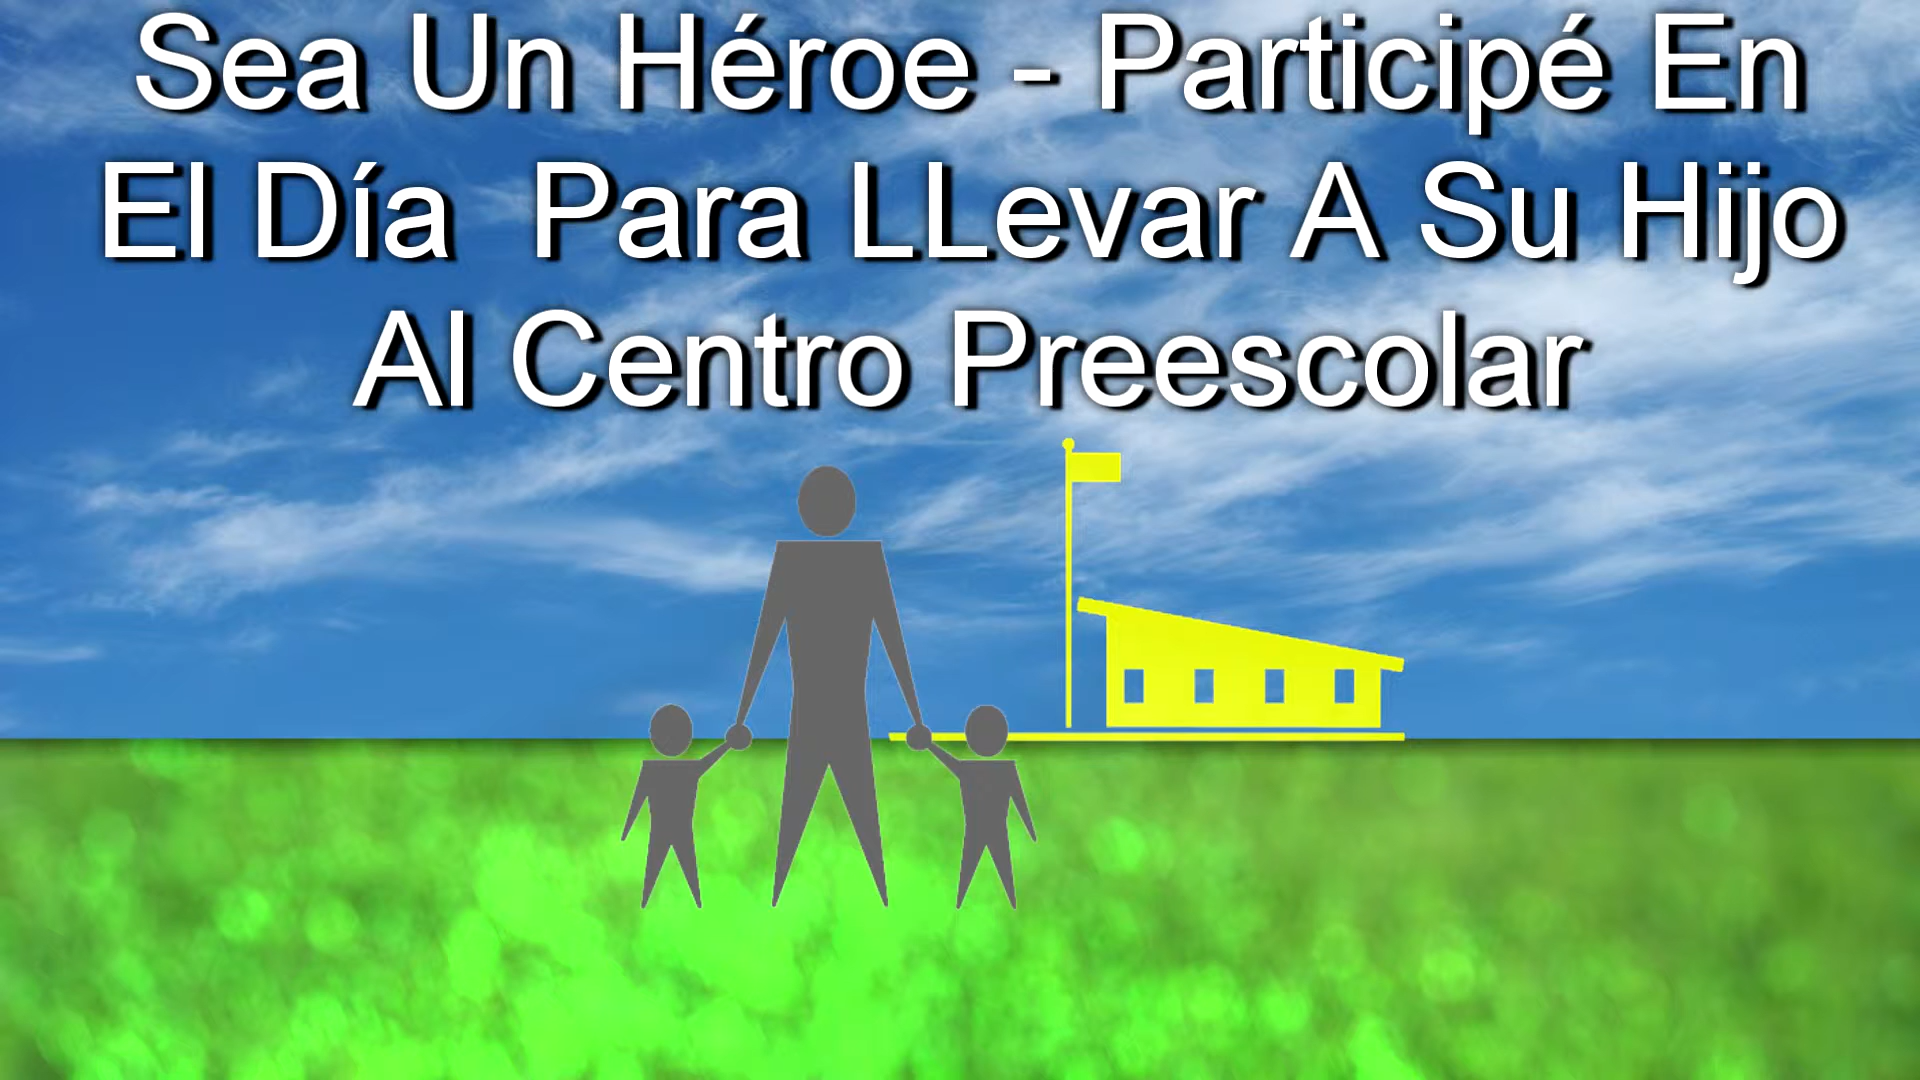 Sea Un Héroe - Participé En
El Día  Para LLevar A Su Hijo
Al Centro Preescolar